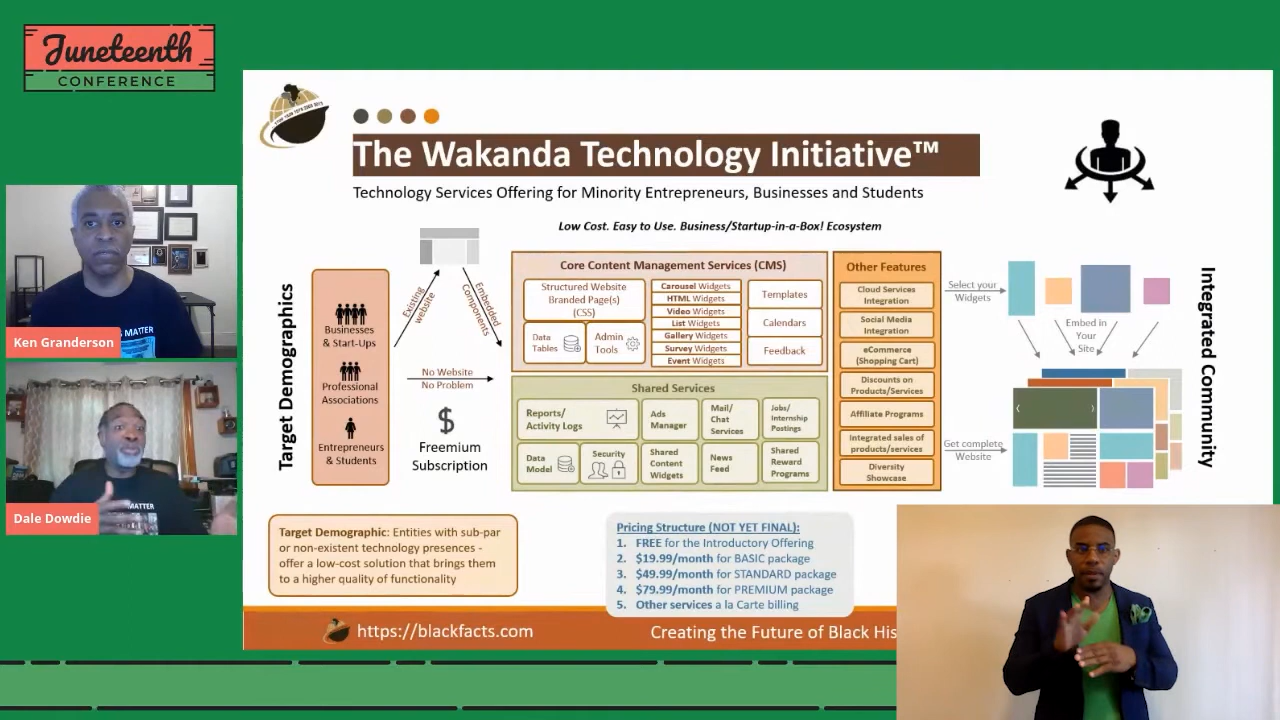 Juneteenth
CONFERENCE
The Wakanda Technology Initiative™
Technology Services Offering for Minority Entrepreneurs, Businesses and Students
Low Cost. Easy to Use. Business/Startup-in-a-Box! Ecosystem
Target Demographics
Businesses
& Start-Ups
Professional
Associations
Entrepreneurs
& Students
Existing
website
Embedded
Components
No Website
No Problem
$
Freemium
Subscription
Core Content Management Services (CMS)
Structured Website
Branded Page(s)
(CSS)
Data
Tables
Admin
Tools
Carousel Widgets
HTML Widgets
Video Widgets
List Widgets
Gallery Widgets
Survey Widgets
Event Widgets
Templates
Calendars
Feedback
Shared Services
Reports/
Activity Logs
Ads
Manager
Mail/
Chat
Services
Jobs/
Internship
Postings
Data
Model
Security
Shared
Content
Widgets
News
Feed
Shared
Reward
Programs
Other Features
Cloud Services
Integration
Social Media
Integration
eCommerce
(Shopping Cart)
Discounts on
Products/Services
Affiliate Programs
Integrated sales of
products/services
Diversity
Showcase
Select your
Widgets
Embed in
Your
Site
Get complete
Website
Integrated Community
Target Demographic: Entities with sub-par
or non-existent technology presences -
offer a low-cost solution that brings them
to a higher quality of functionality
Pricing Structure (NOT YET FINAL):
1. FREE for the Introductory Offering
2. $19.99/month for BASIC package
3. $49.99/month for STANDARD package
4. $79.99/month for PREMIUM package
5. Other services a la Carte billing
https://blackfacts.com
Creating the Future of Black His
MATTER
Ken Granderson
MATTER
Dale Dowdie